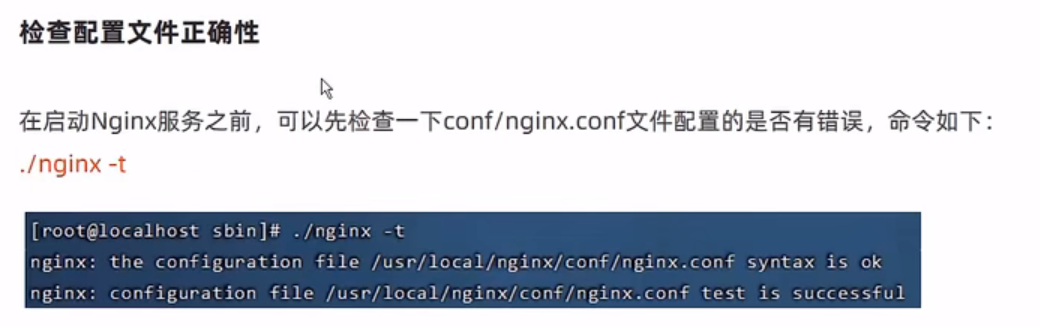 检查配置文件正确性
在启动Nginx服务之前，可以先检查一下conf/nginx.conf文件配置的是否有错误，命令如下：
./nginx -t
[root@localhost sbin]# ./nginx -t
nginx: the configuration file /usr/local/nginx/conf/nginx.conf syntax is ok
nginx: configuration file /usr/local/nginx/conf/nginx.conf test is successful